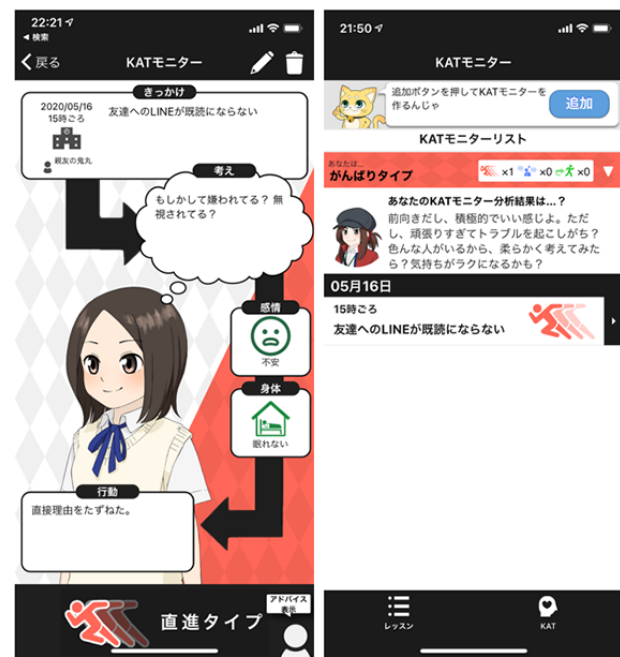 22:21
◀ 検索
戻る
KATモニター
きっかけ
2020/05/16
15時ごろ
親友の鬼丸
友達へのLINEが既読にならない
考え
もしかして嫌われてる? 無
視されてる?
感情
不安
身体
眠れない
行動
直接理由をたずねた。
直進タイプ
アドバイス
表示
21:50
KATモニター
追加ボタンを押してKATモニターを
作るんじゃ
追加
KATモニターリスト
あなたは...
がんばりタイプ
x1 x0 x0
あなたのKATモニター分析結果は...?
前向きだし、積極的でいい感じよ。ただ
し、頑張りすぎてトラブルを起こしがち?
色んな人がいるから、柔らかく考えてみた
ら?気持ちがラクになるかも?
05月16日
15時ごろ
友達へのLINEが既読にならない
レッスン
KAT